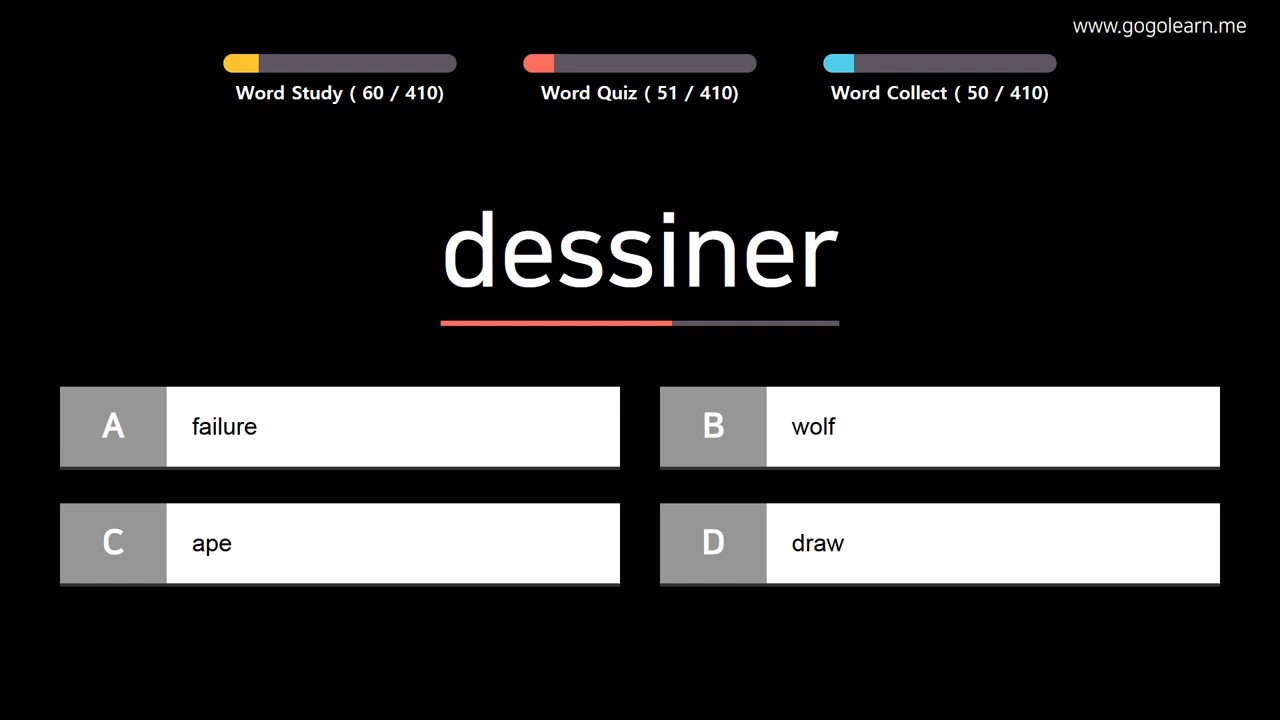 www.gogolearn.me
Word Study ( 60 / 410)
Word Quiz ( 51 / 410)
Word Collect ( 50 / 410)
dessiner
A failure
B wolf
C ape
D draw